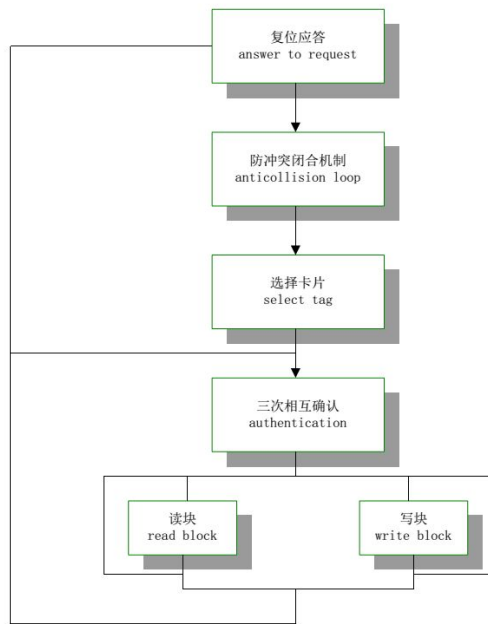 复位应答
answer to request
防冲突闭合机制
anticollision loop
选择卡片
select tag
三次相互确认
authentication
读块
read block
写块
write block